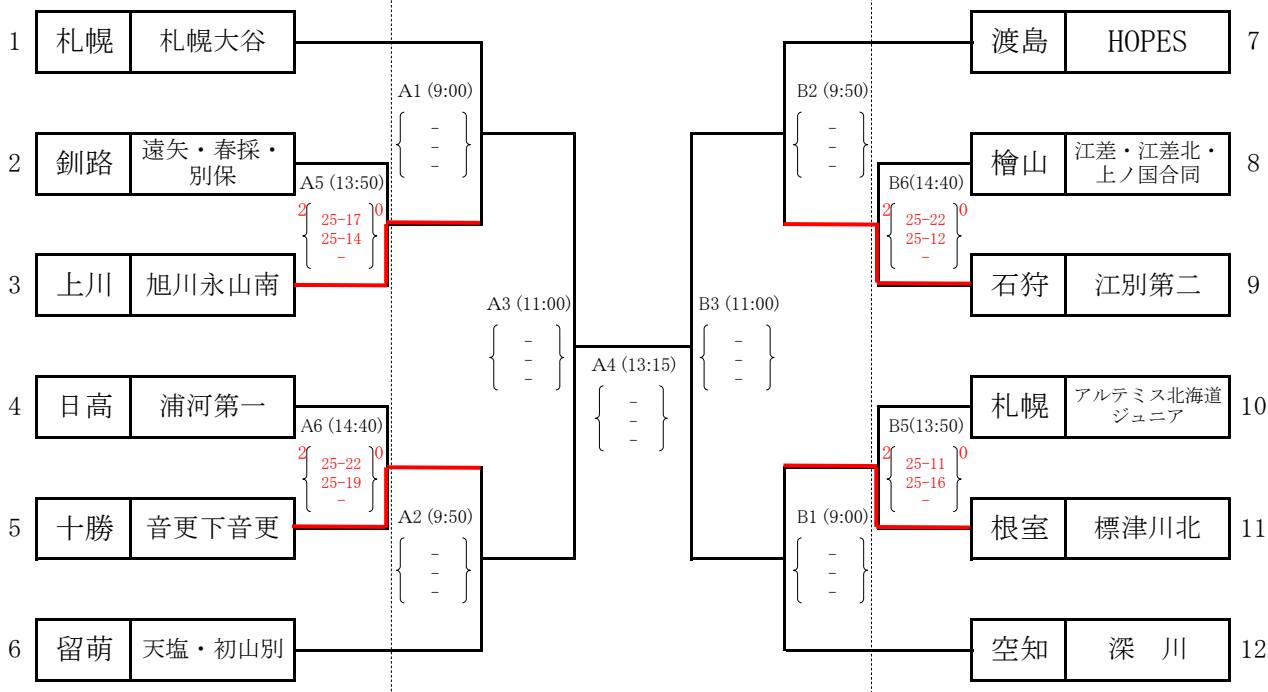 1 札幌 札幌大谷
A1 (9:00)
-
-
-
2 釧路 遠矢・春採・
別保
A5 (13:50)
2 0
25-17
25-14
-
3 上川 旭川永山南
A3 (11:00)
-
-
-
4 日高 浦河第一
A6 (14:40)
2 0
25-22
25-19
-
5 十勝 音更下音更
A2 (9:50)
-
-
-
6 留萌 天塩・初山別
A4 (13:15)
-
-
-
渡島 HOPES 7
B2 (9:50)
-
-
-
檜山 江差・江差北・
上ノ国合同 8
B6(14:40)
2 0
25-22
25-12
-
石狩 江別第二 9
B3 (11:00)
-
-
-
札幌 アルテミス北海道
ジュニア 10
B5(13:50)
2 0
25-11
25-16
-
根室 標津川北 11
B1 (9:00)
-
-
-
空知 深　川 12